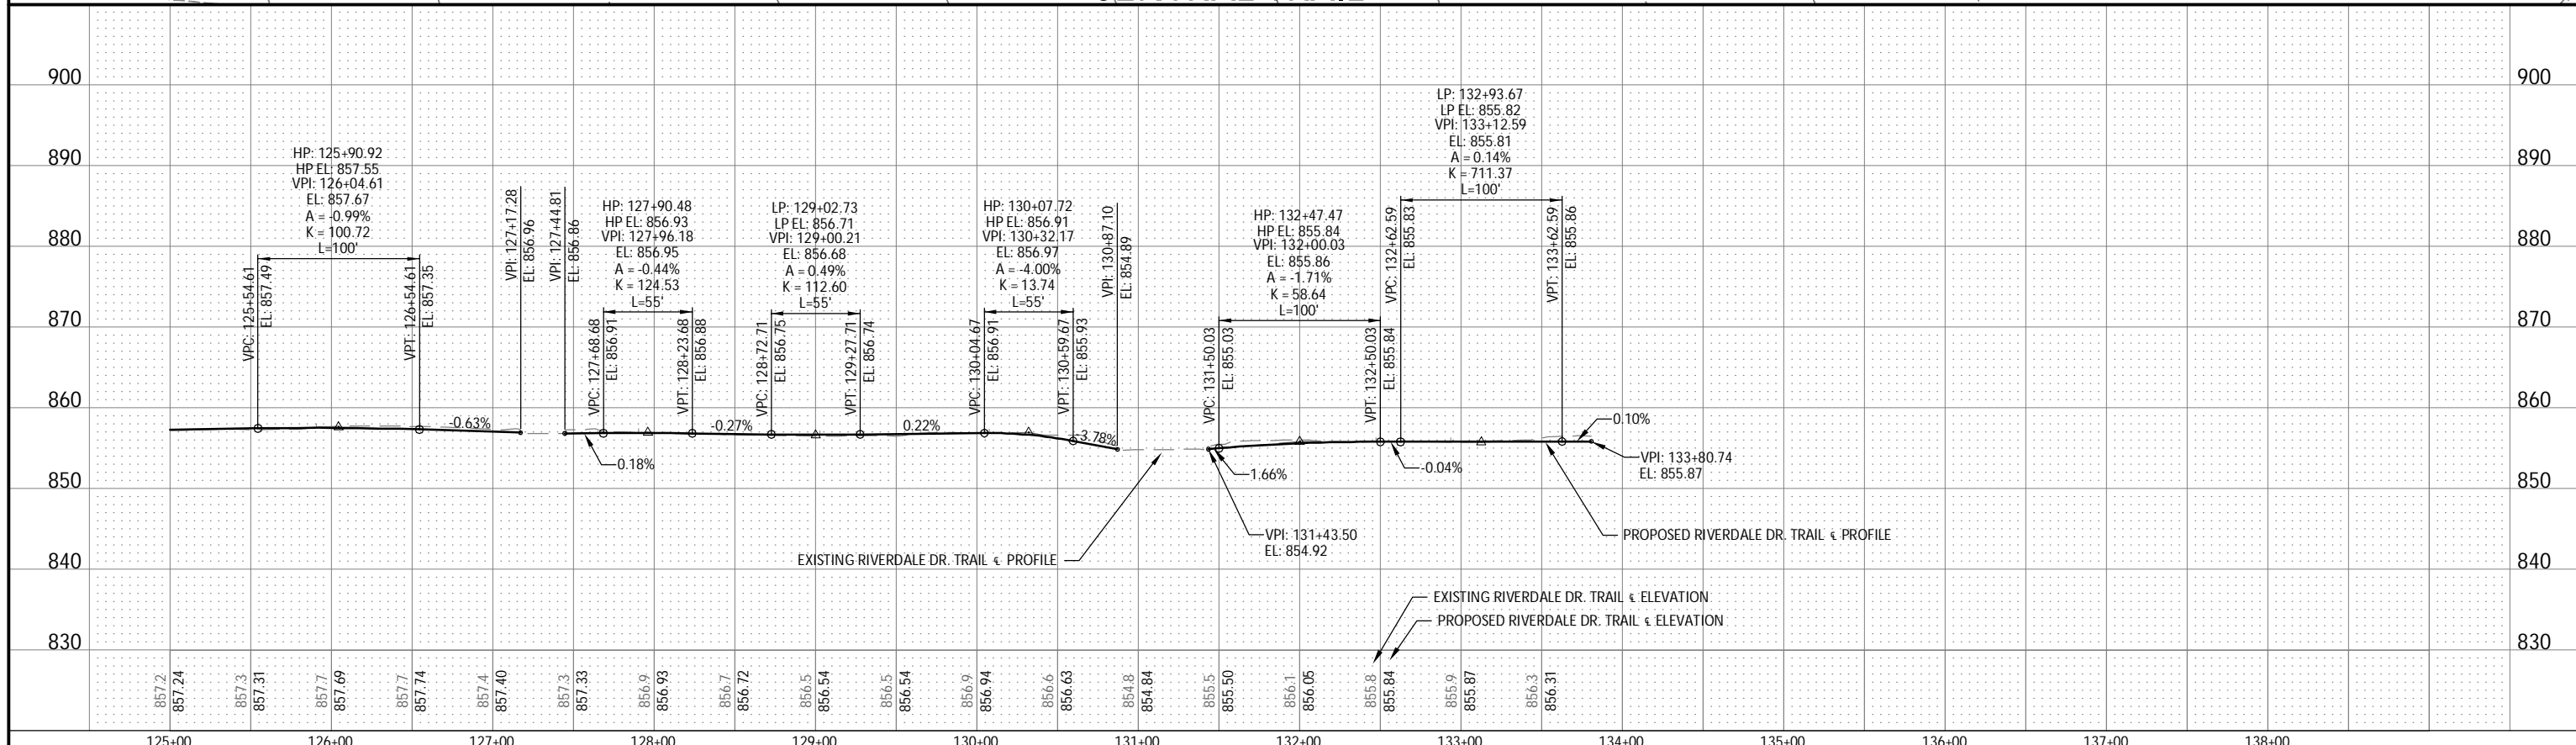 900
890
880
870
860
850
840
830
900
890
880
870
860
850
840
830
HP: 125+90.92
HP EL: 857.55
VPI: 126+04.61
EL: 857.67
A = -0.99%
K = 100.72
L=100'
VPC: 125+54.61
EL: 857.49
VPT: 126+54.61
EL: 857.35
-0.63%
VPI: 127+17.28
EL: 856.96
VPI: 127+44.81
EL: 856.86
0.18%
HP: 127+90.48
HP EL: 856.93
VPI: 127+96.18
EL: 856.95
A = -0.44%
K = 124.53
L=55'
VPC: 127+68.68
EL: 856.91
VPT: 128+23.68
EL: 856.88
-0.27%
LP: 129+02.73
LP EL: 856.71
VPI: 129+00.21
EL: 856.68
A = 0.49%
K = 112.60
L=55'
VPC: 128+72.71
EL: 856.75
VPT: 129+27.71
EL: 856.74
0.22%
HP: 130+07.72
HP EL: 856.91
VPI: 130+32.17
EL: 856.97
A = -4.00%
K = 13.74
L=55'
VPC: 130+04.67
EL: 856.91
VPT: 130+59.67
EL: 855.93
-3.78%
VPI: 130+87.10
EL: 854.89
HP: 132+47.47
HP EL: 855.84
VPI: 132+00.03
EL: 855.86
A = -1.71%
K = 58.64
L=100'
VPC: 131+50.03
EL: 855.03
VPT: 132+50.03
EL: 855.84
1.66%
VPI: 131+43.50
EL: 854.92
LP: 132+93.67
LP EL: 855.82
VPI: 133+12.59
EL: 855.81
A = 0.14%
K = 711.37
L=100'
VPC: 132+62.59
EL: 855.83
VPT: 133+62.59
EL: 855.86
-0.04%
0.10%
VPI: 133+80.74
EL: 855.87
EXISTING RIVERDALE DR. TRAIL ℄ PROFILE
PROPOSED RIVERDALE DR. TRAIL ℄ PROFILE
EXISTING RIVERDALE DR. TRAIL ℄ ELEVATION
PROPOSED RIVERDALE DR. TRAIL ℄ ELEVATION
857.2
857.24
857.3
857.31
857.7
857.69
857.7
857.74
857.4
857.40
857.3
857.33
856.9
856.93
856.7
856.72
856.5
856.54
856.5
856.54
856.9
856.94
856.6
856.63
854.8
854.84
855.5
855.50
856.1
856.05
855.8
855.84
855.9
855.87
856.3
856.31
125+00
126+00
127+00
128+00
129+00
130+00
131+00
132+00
133+00
134+00
135+00
136+00
137+00
138+00